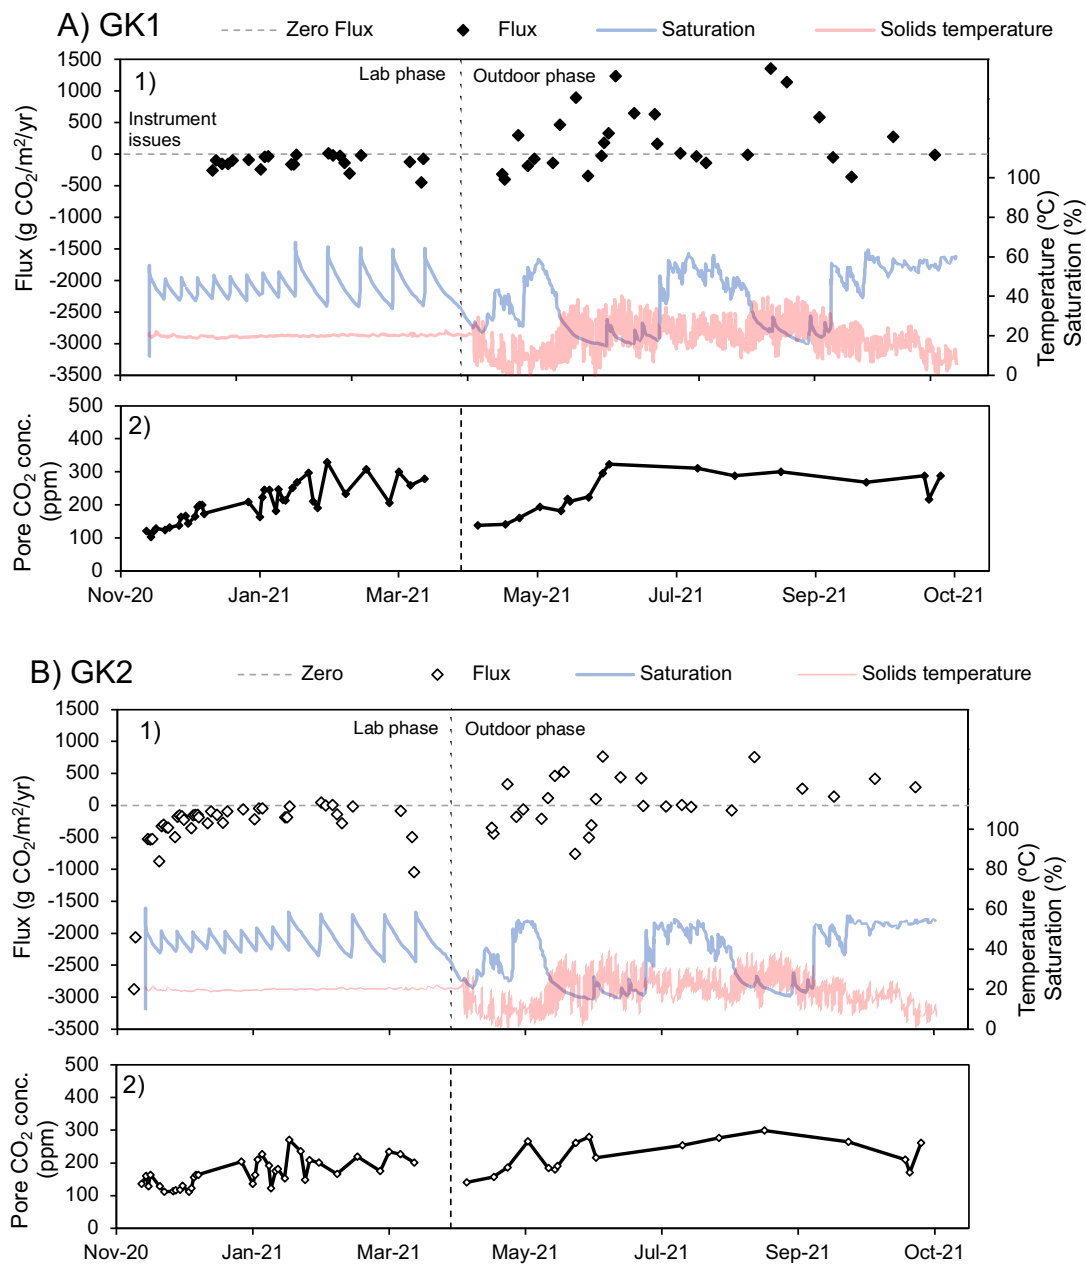 A) GK1
Zero Flux
Flux
Saturation
Solids temperature
1)
Lab phase
Outdoor phase
Instrument
issues
1500
1000
500
0
-500
-1000
-1500
-2000
-2500
-3000
-3500
Flux (g CO₂/m²/yr)
100
80
60
40
20
0
Temperature (ºC)
Saturation (%)
2)
500
400
300
200
100
0
Pore CO₂ conc.
(ppm)
Nov-20 Jan-21 Mar-21 May-21 Jul-21 Sep-21 Oct-21
B) GK2
Zero
Flux
Saturation
Solids temperature
1)
Lab phase
Outdoor phase
1500
1000
500
0
-500
-1000
-1500
-2000
-2500
-3000
-3500
Flux (g CO₂/m²/yr)
100
80
60
40
20
0
Temperature (ºC)
Saturation (%)
2)
500
400
300
200
100
0
Pore CO₂ conc.
(ppm)
Nov-20 Jan-21 Mar-21 May-21 Jul-21 Sep-21 Oct-21